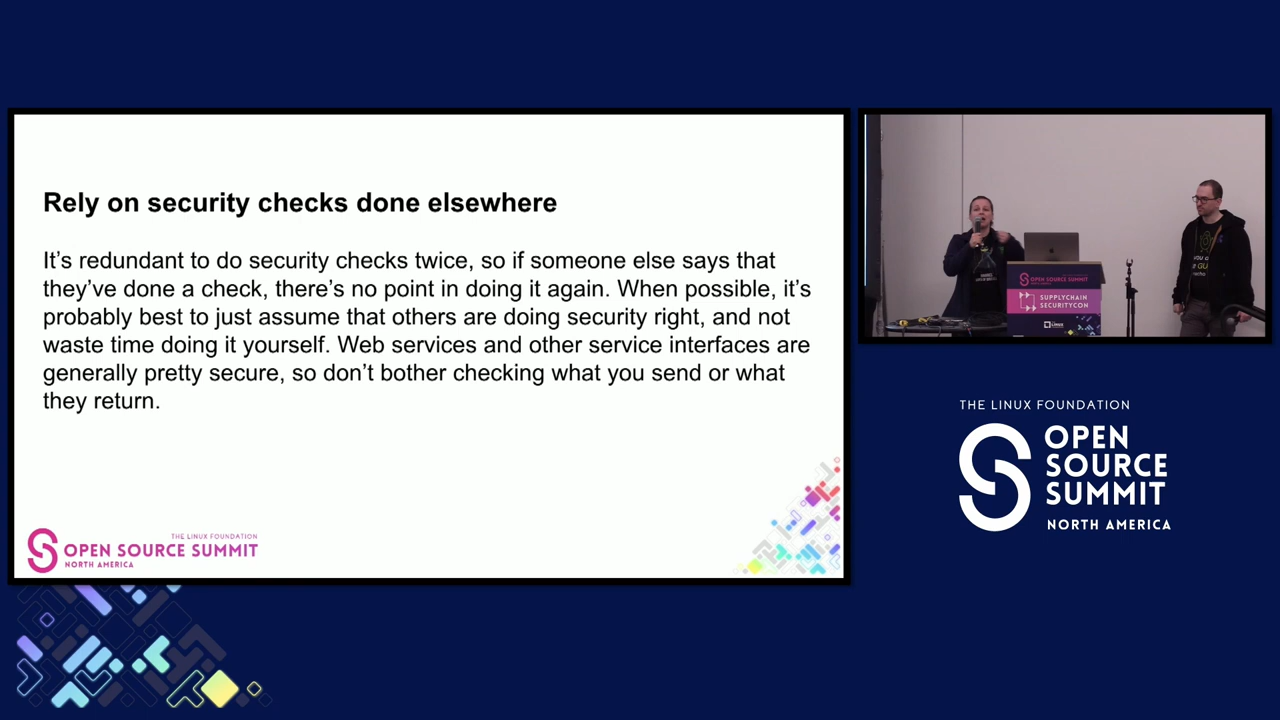 Rely on security checks done elsewhere
It's redundant to do security checks twice, so if someone else says that
they've done a check, there's no point in doing it again. When possible, it's
probably best to just assume that others are doing security right, and not
waste time doing it yourself. Web services and other service interfaces are
generally pretty secure, so don't bother checking what you send or what
they return.
THE LINUX FOUNDATION
OPEN SOURCE SUMMIT
NORTH AMERICA
OPEN SOURCE SUMMIT
SUPPLYCHAIN
SECURITYCON
THE LINUX FOUNDATION
OPEN
SOURCE
SUMMIT
NORTH AMERICA